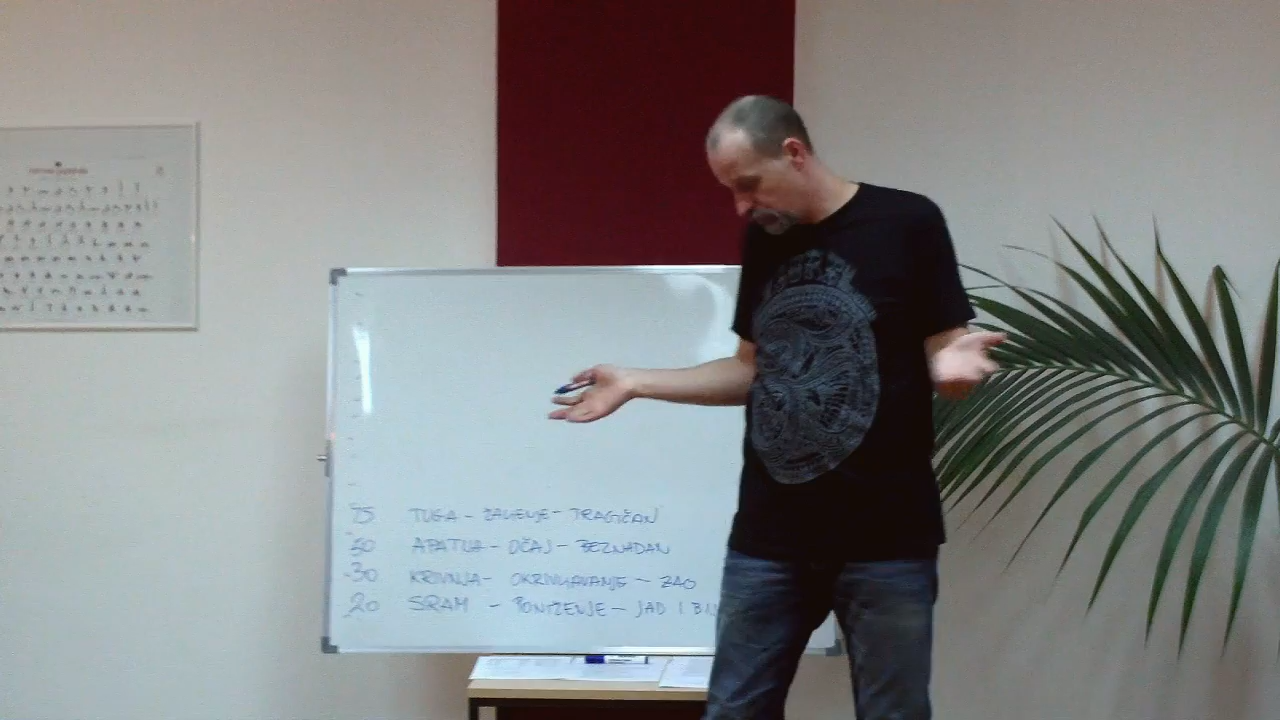 75 TUGA - ŽALJENJE - TRAGIČAN
50 APATIJA - OČAJ - BEZNADAN
30 KRIVNJA - OKRIVLJAVANJE - ZAO
20 SRAM - PONIŽENJE - JAD I